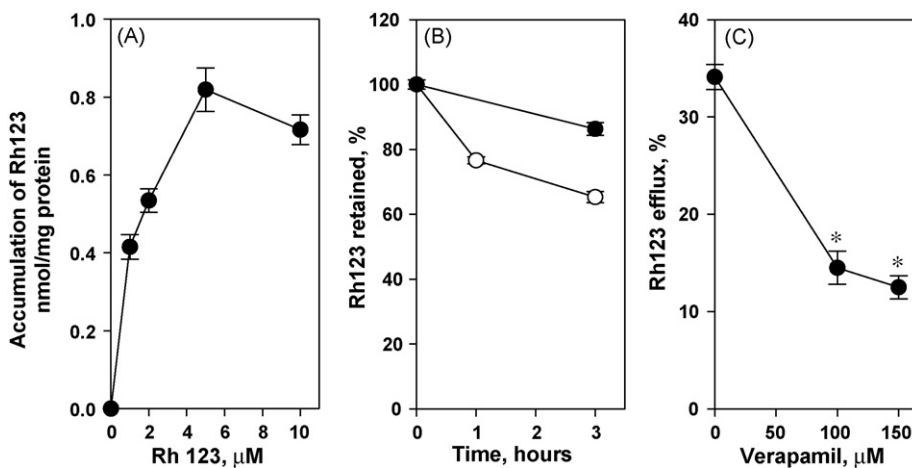 (A)
Accumulation of Rh123
nmol/mg protein
1.0
0.8
0.6
0.4
0.2
0.0
0 2 4 6 8 10
Rh 123, μM
(B)
Rh123 retained, %
120
100
80
60
40
20
0
0 1 2 3
Time, hours
(C)
Rh123 efflux, %
40
30
20
10
0
*
*
0 50 100 150
Verapamil, μM